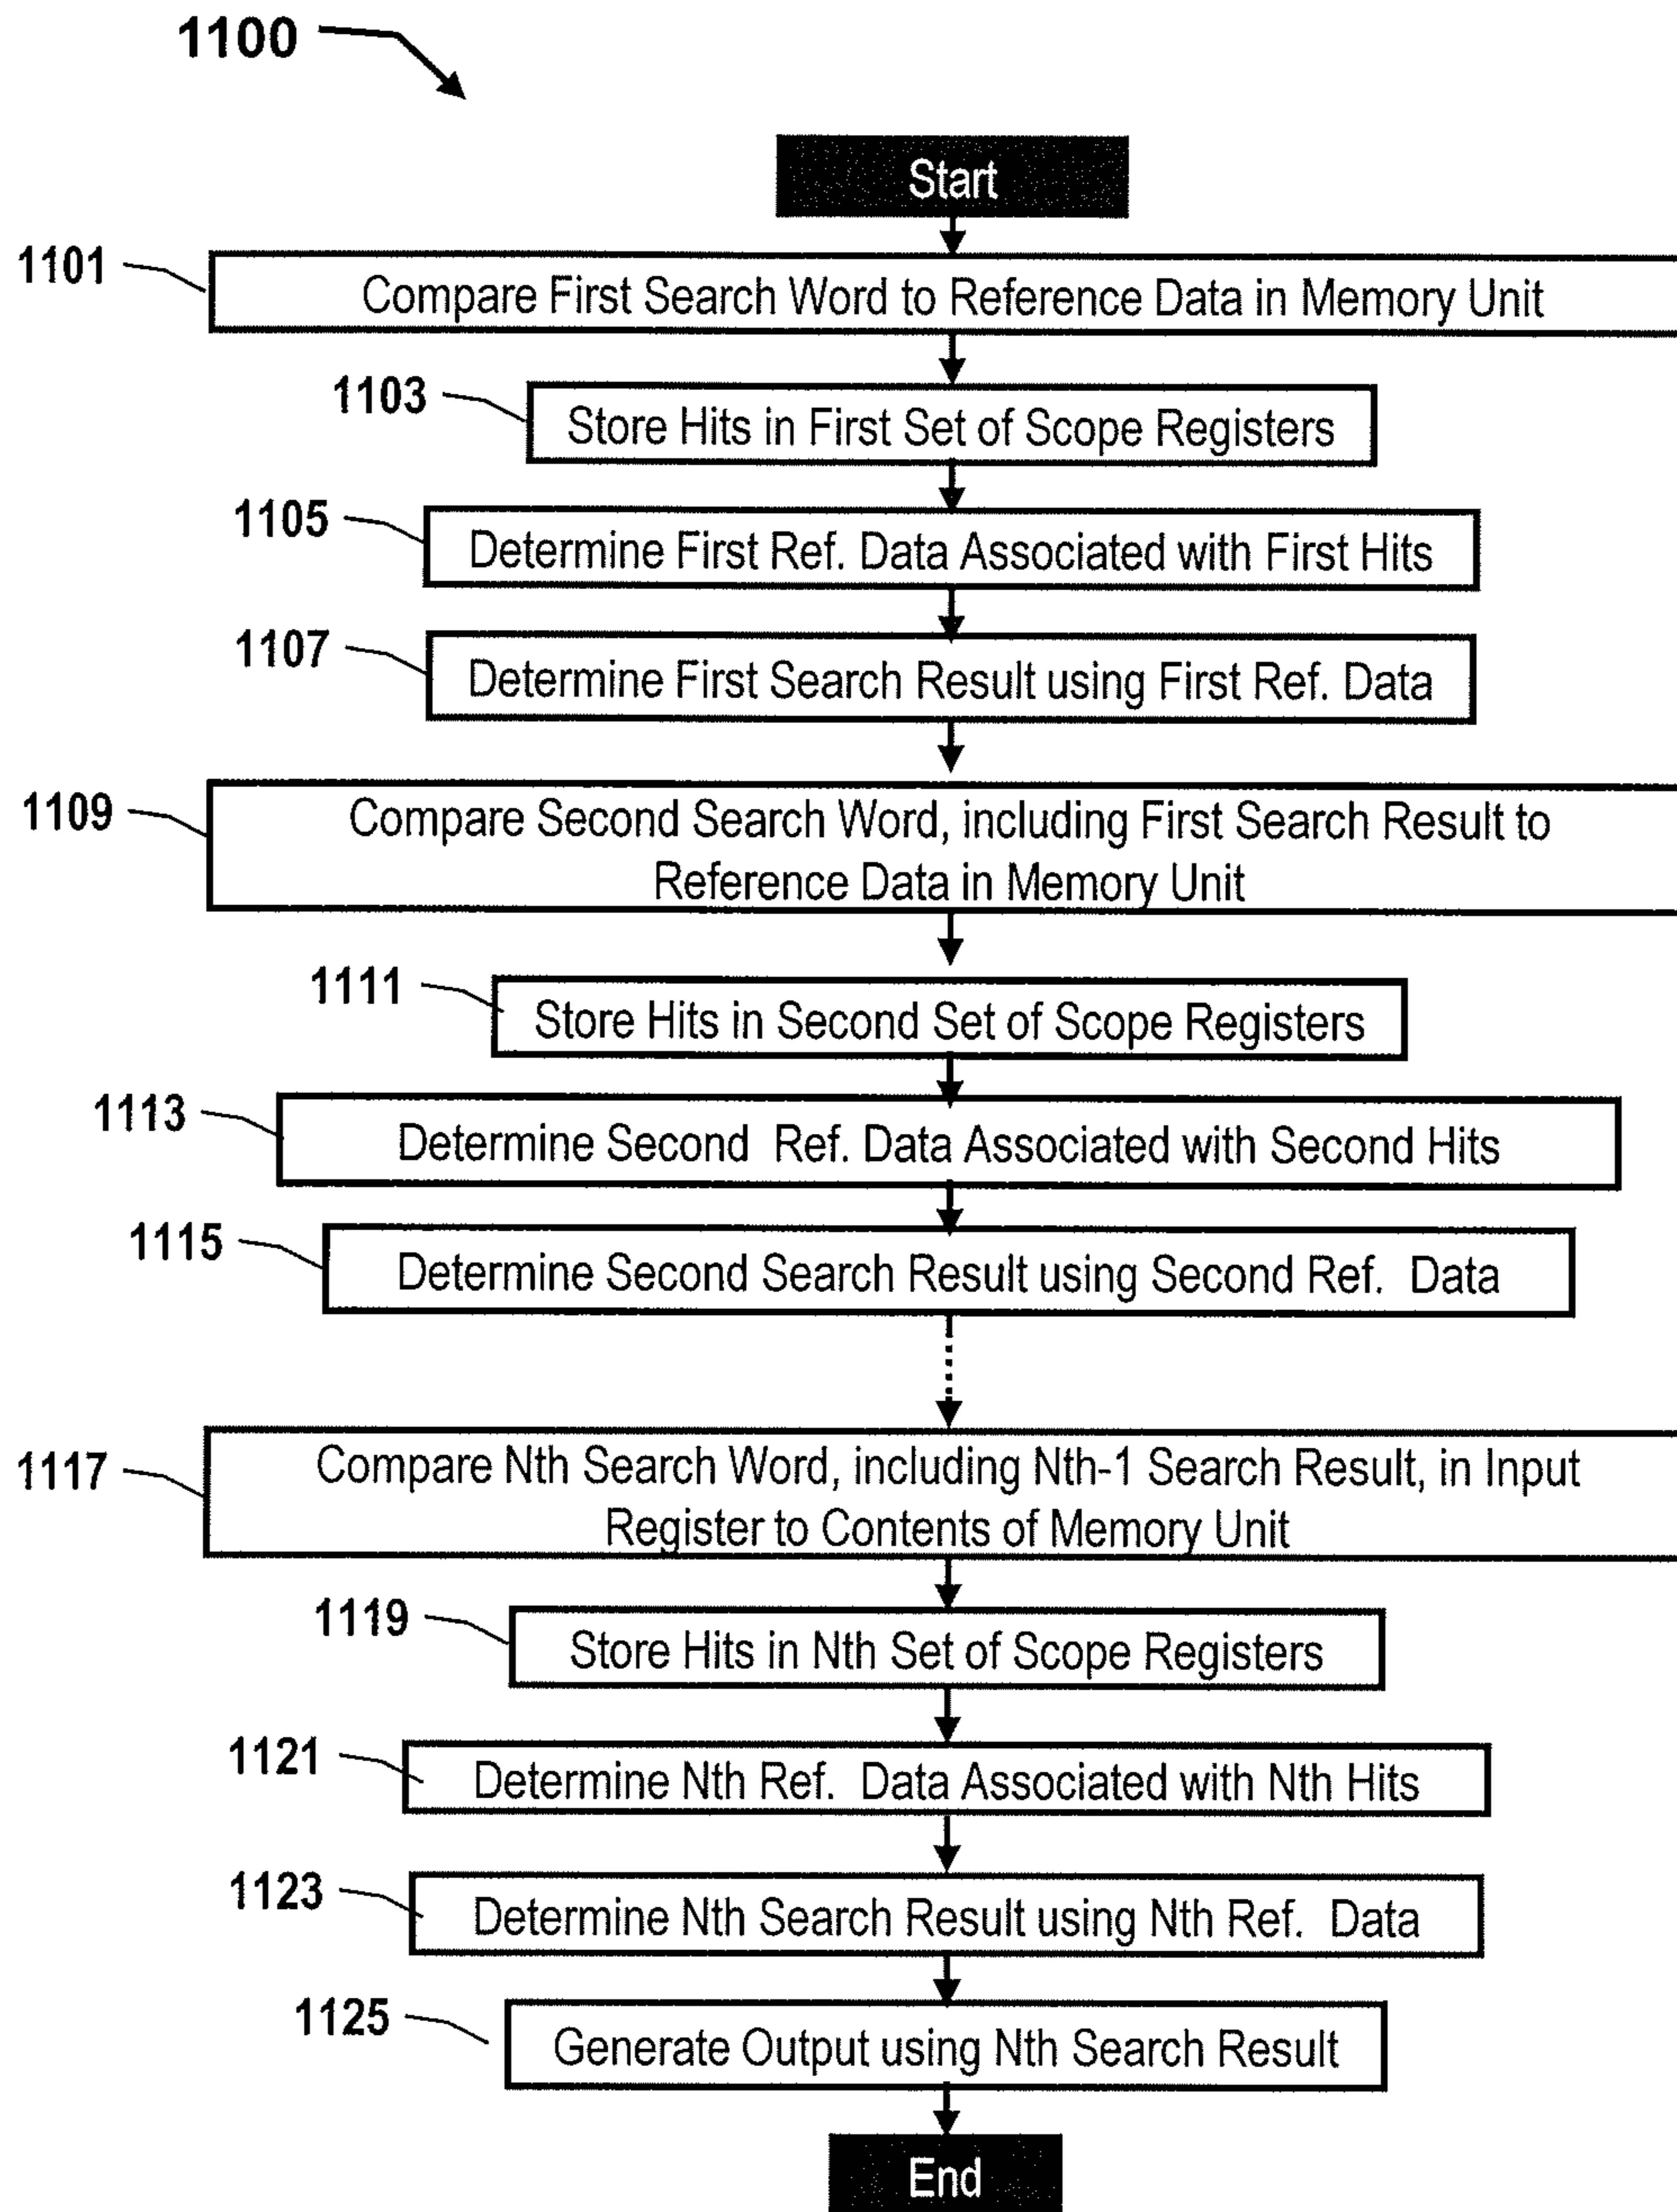 1100
Start
1101
Compare First Search Word to Reference Data in Memory Unit
1103
Store Hits in First Set of Scope Registers
1105
Determine First Ref. Data Associated with First Hits
1107
Determine First Search Result using First Ref. Data
1109
Compare Second Search Word, including First Search Result to
Reference Data in Memory Unit
1111
Store Hits in Second Set of Scope Registers
1113
Determine Second Ref. Data Associated with Second Hits
1115
Determine Second Search Result using Second Ref. Data
1117
Compare Nth Search Word, including Nth-1 Search Result, in Input
Register to Contents of Memory Unit
1119
Store Hits in Nth Set of Scope Registers
1121
Determine Nth Ref. Data Associated with Nth Hits
1123
Determine Nth Search Result using Nth Ref. Data
1125
Generate Output using Nth Search Result
End